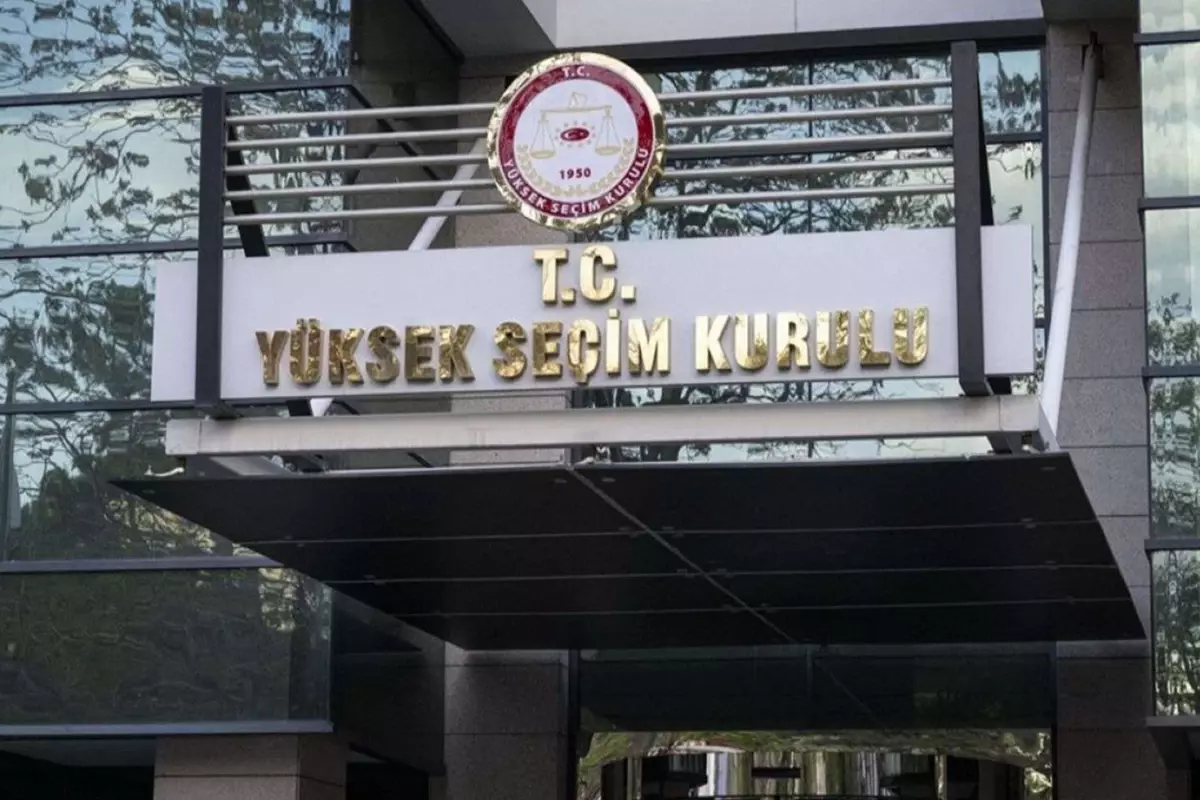 T.C.
1950
YÜKSEK SEÇİM KURULU
T.C.
YÜKSEK SEÇİM KURULU